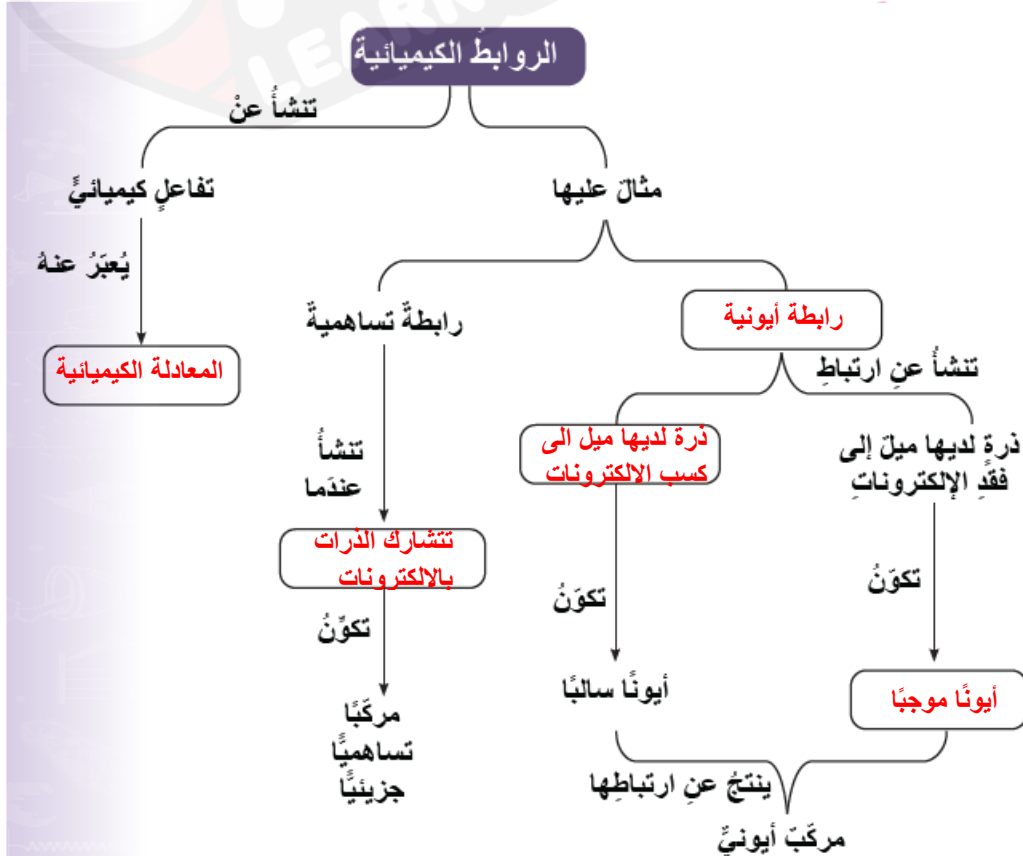 الروابطُ الكيميائية
تنشأُ عنْ
تفاعلٍ كيميائيٍّ
مثالٌ عليها
يُعبَّرُ عنهُ
رابطة أيونية
رابطةٌ تساهميةٌ
المعادلة الكيميائية
تنشأُ عنِ ارتباطِ
ذرة لديها ميل الى
كسب الالكترونات
ذرةٍ لديها ميلٌ إلى
فقدِ الإلكتروناتِ
تنشأُ
عندَما
تتشارك الذرات
بالالكترونات
تكوّنُ
تكوّنُ
تكوِّنُ
أيونًا سالبًا
أيونًا موجبًا
مركّبًا
تساهميًّا
جزيئيًّا
ينتجُ عنِ ارتباطِها
مركّبٌ أيونيٌّ